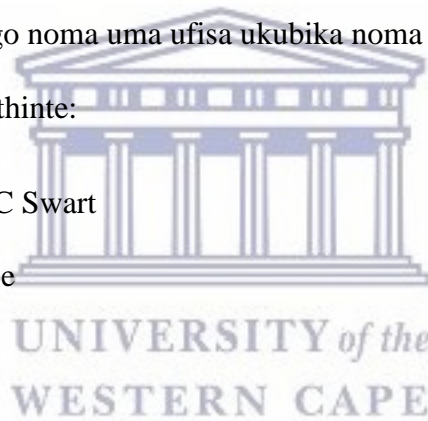 go noma uma ufisa ukubika noma
thinte:
C Swart
e
UNIVERSITY of the
WESTERN CAPE